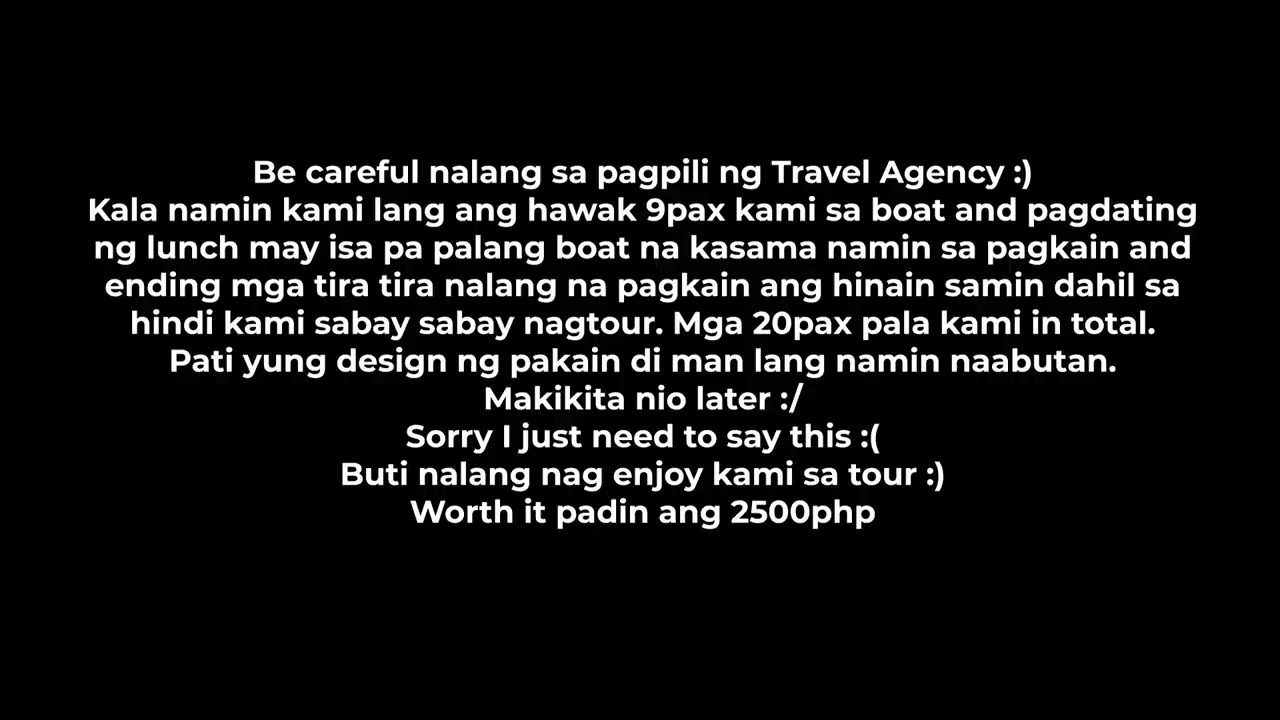 Be careful nalang sa pagpili ng Travel Agency :)
Kala namin kami lang ang hawak 9pax kami sa boat and pagdating
ng lunch may isa pa palang boat na kasama namin sa pagkain and
ending mga tira tira nalang na pagkain ang hinain samin dahil sa
hindi kami sabay sabay nagtour. Mga 20pax pala kami in total.
Pati yung design ng pakain di man lang namin naabutan.
Makikita nio later :/
Sorry I just need to say this :(
Buti nalang nag enjoy kami sa tour :)
Worth it padin ang 2500php